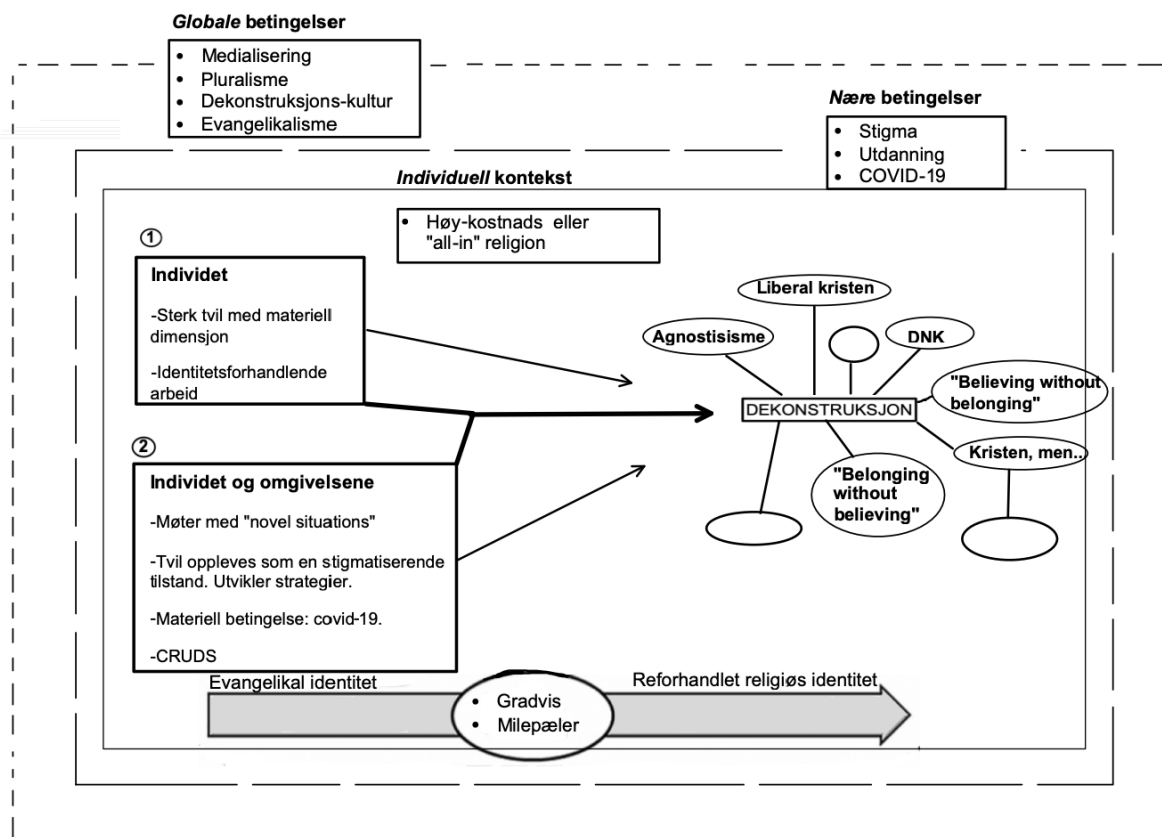 Globale betingelser
• Medialisering
• Pluralisme
• Dekonstruksjons-kultur
• Evangelikalisme
Nære betingelser
• Stigma
• Utdanning
• COVID-19
Individuell kontekst
• Høy-kostnads eller
"all-in" religion
1
Individet
-Sterk tvil med materiell
dimensjon
-Identitetsforhandlende
arbeid
2
Individet og omgivelsene
-Møter med "novel situations"
-Tvil oppleves som en stigmatiserende
tilstand. Utvikler strategier.
-Materiell betingelse: covid-19.
-CRUDS
Liberal kristen
Agnostisisme
DNK
"Believing without
belonging"
DEKONSTRUKSJON
Kristen, men...
"Belonging
without
believing"
Evangelikal identitet
• Gradvis
• Milepæler
Reforhandlet religiøs identitet